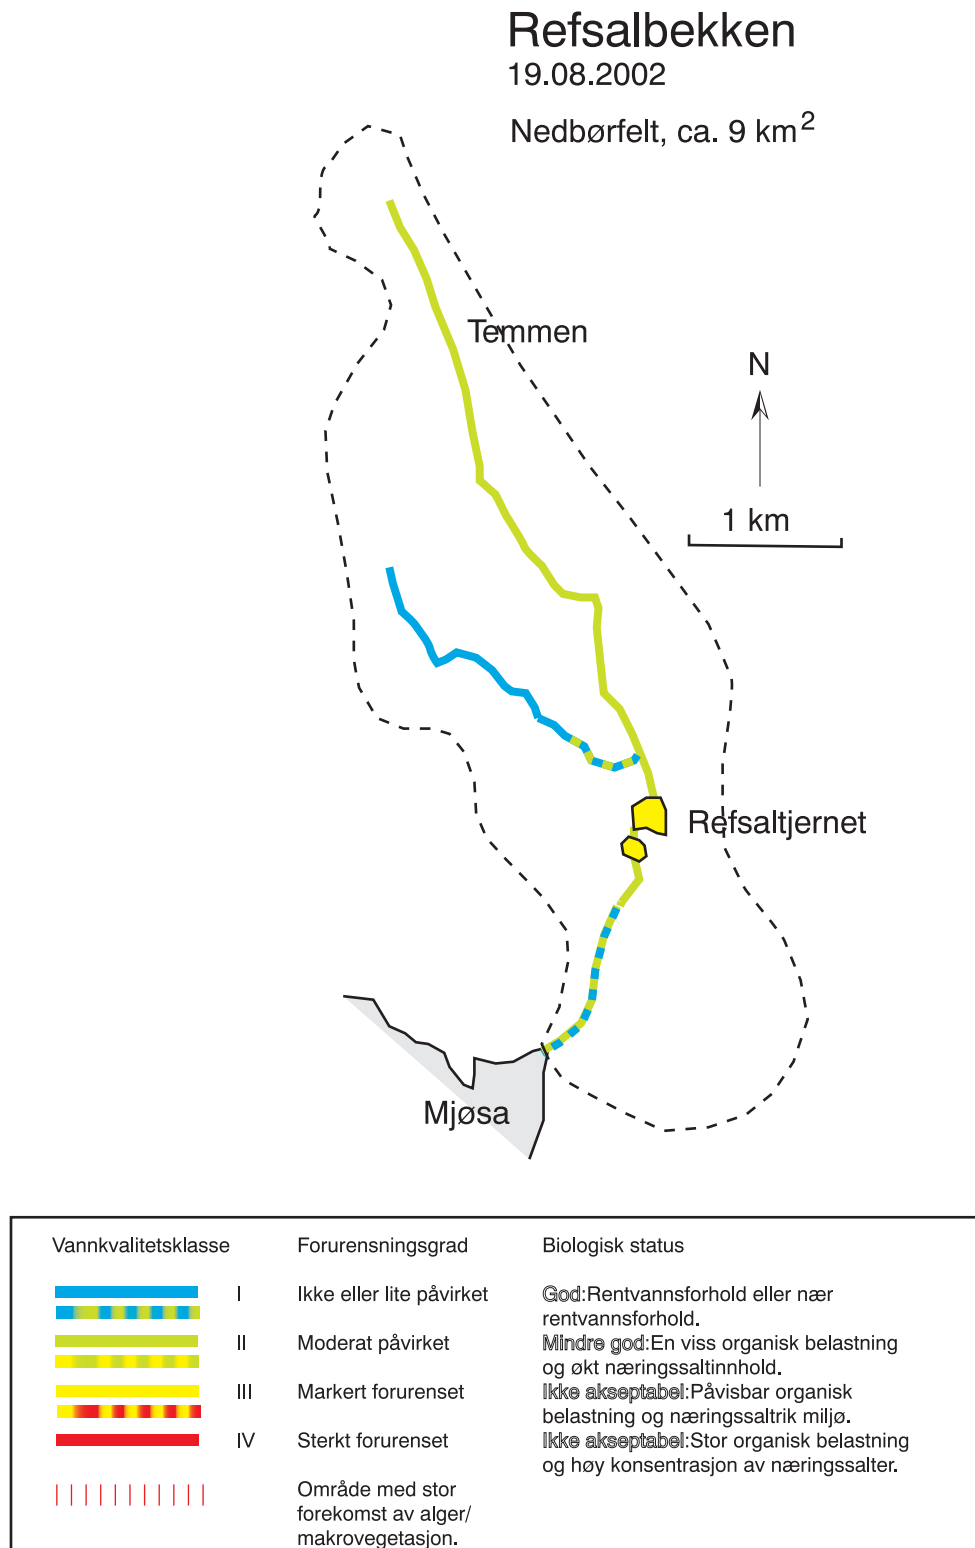 Refsalbekken
19.08.2002
Nedbørfelt, ca. 9 km²
Temmen
N
1 km
Refsaltjernet
Mjøsa
Vannkvalitetsklasse Forurensningsgrad Biologisk status
I Ikke eller lite påvirket God:Rentvannsforhold eller nær
rentvannsforhold.
II Moderat påvirket Mindre god:En viss organisk belastning
og økt næringssaltinnhold.
III Markert forurenset Ikke akseptabel:Påvisbar organisk
belastning og næringssaltrik miljø.
IV Sterkt forurenset Ikke akseptabel:Stor organisk belastning
og høy konsentrasjon av næringssalter.
Område med stor
forekomst av alger/
makrovegetasjon.